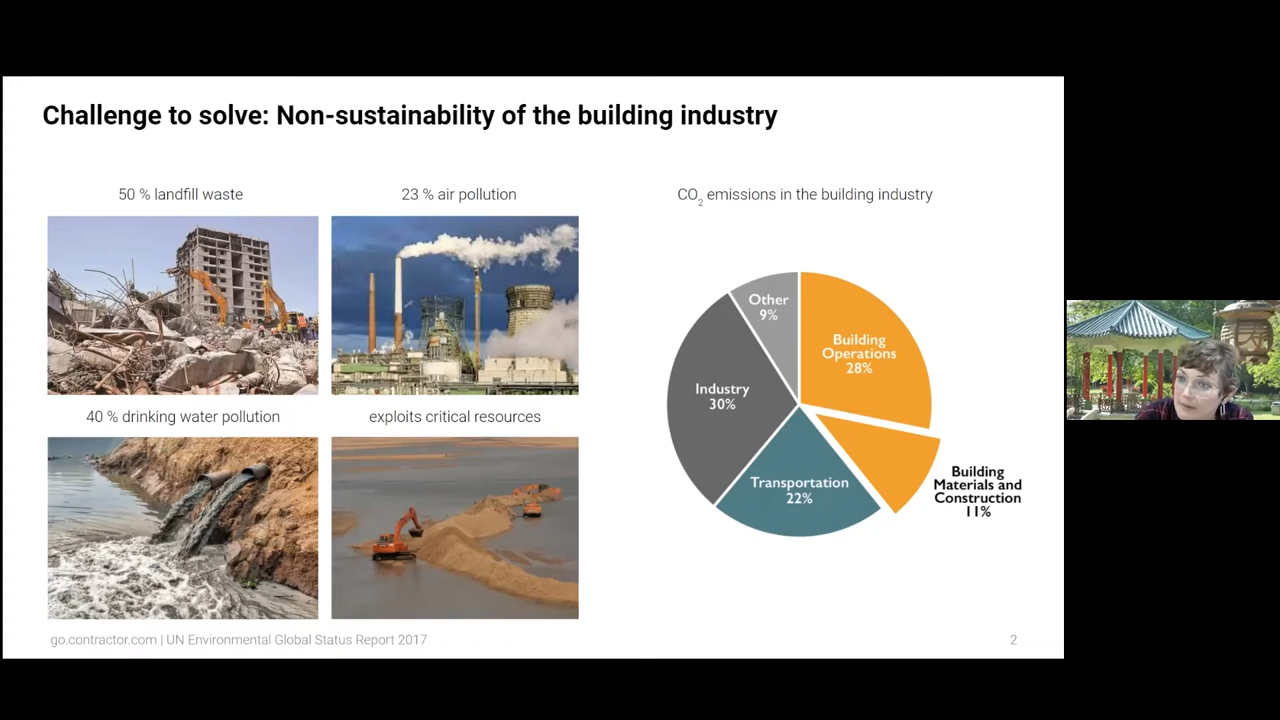 Challenge to solve: Non-sustainability of the building industry
50 % landfill waste
23 % air pollution
CO₂ emissions in the building industry
40 % drinking water pollution
exploits critical resources
Other
9%
Building
Operations
28%
Industry
30%
Transportation
22%
Building
Materials and
Construction
11%
go.contractor.com | UN Environmental Global Status Report 2017
2